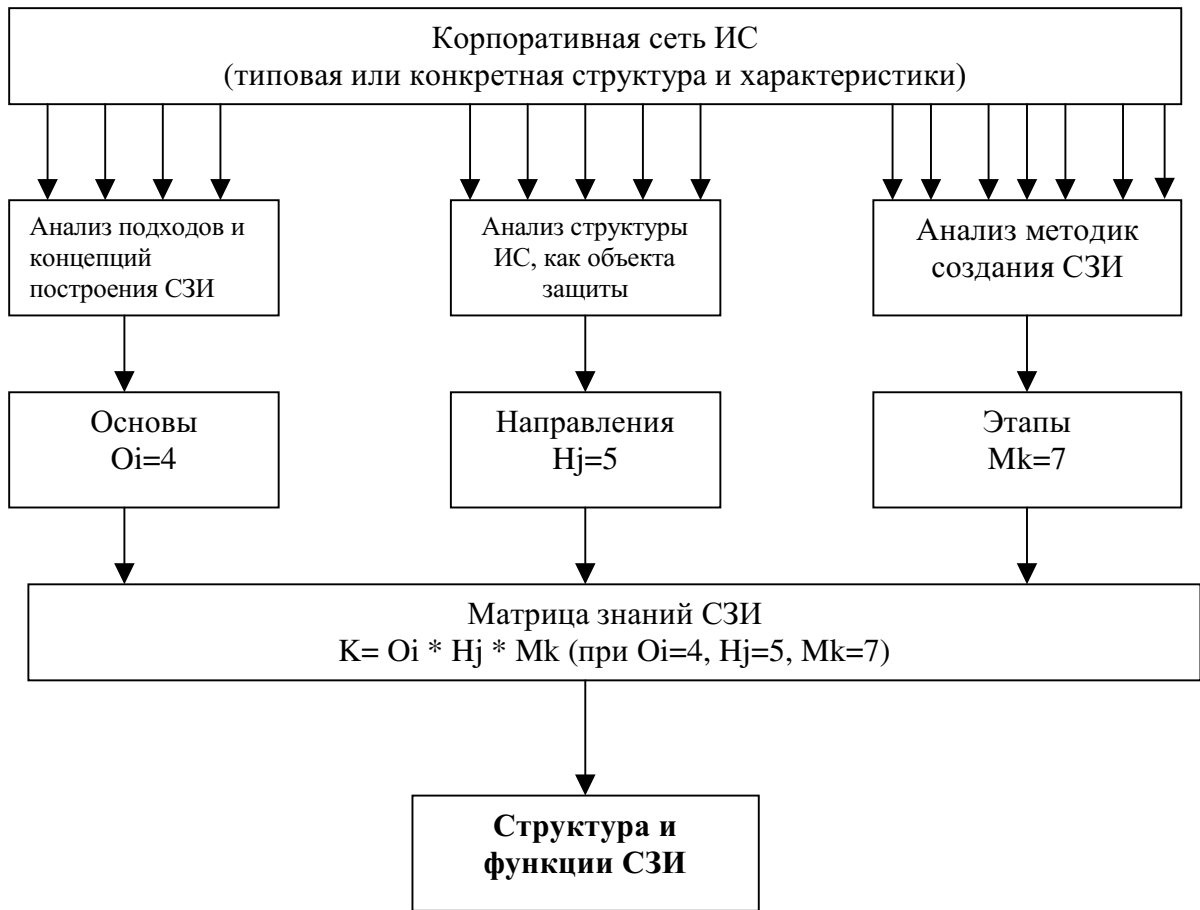 Корпоративная сеть ИС
(типовая или конкретная структура и характеристики)
Анализ подходов и
концепций
построения СЗИ
Анализ структуры
ИС, как объекта
защиты
Анализ методик
создания СЗИ
Основы
Oi=4
Направления
Hj=5
Этапы
Mk=7
Матрица знаний СЗИ
K= Oi * Hj * Mk (при Oi=4, Hj=5, Mk=7)
Структура и
функции СЗИ